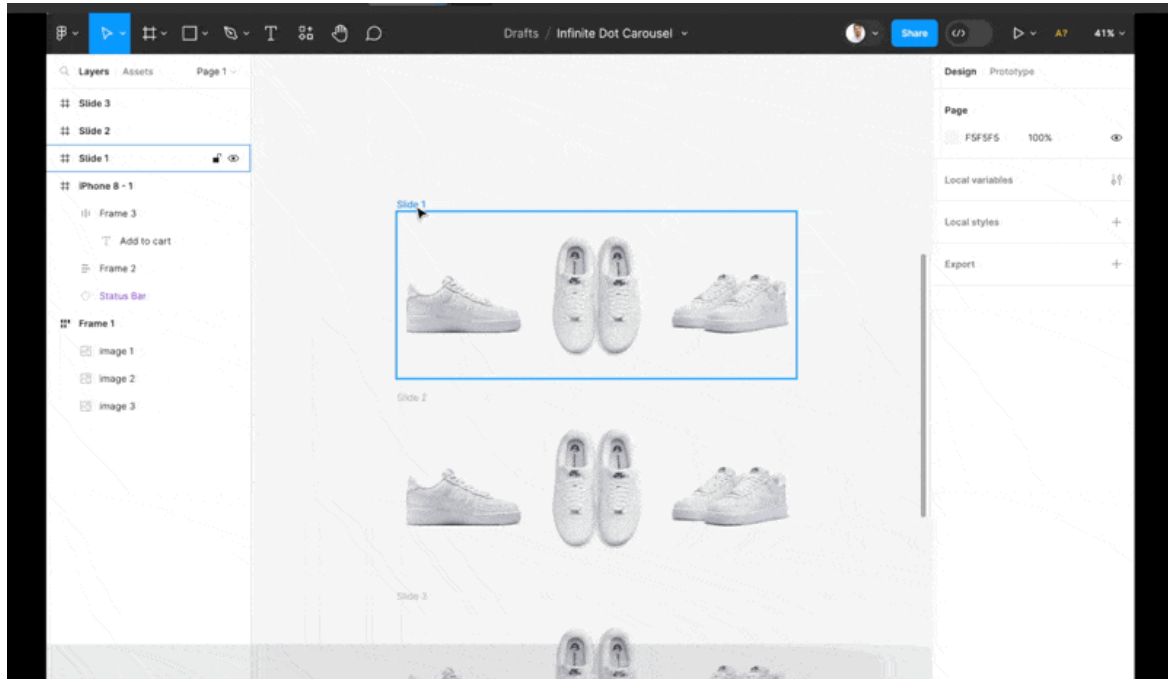 Drafts / Infinite Dot Carousel
Share
</>
A?
41%
Layers Assets Page 1
Slide 3
Slide 2
Slide 1
iPhone 8 - 1
Frame 3
T Add to cart
Frame 2
Status Bar
Frame 1
image 1
image 2
image 3
Slide 1
Slide 2
Slide 3
Design Prototype
Page
F5F5F5 100%
Local variables
Local styles
Export